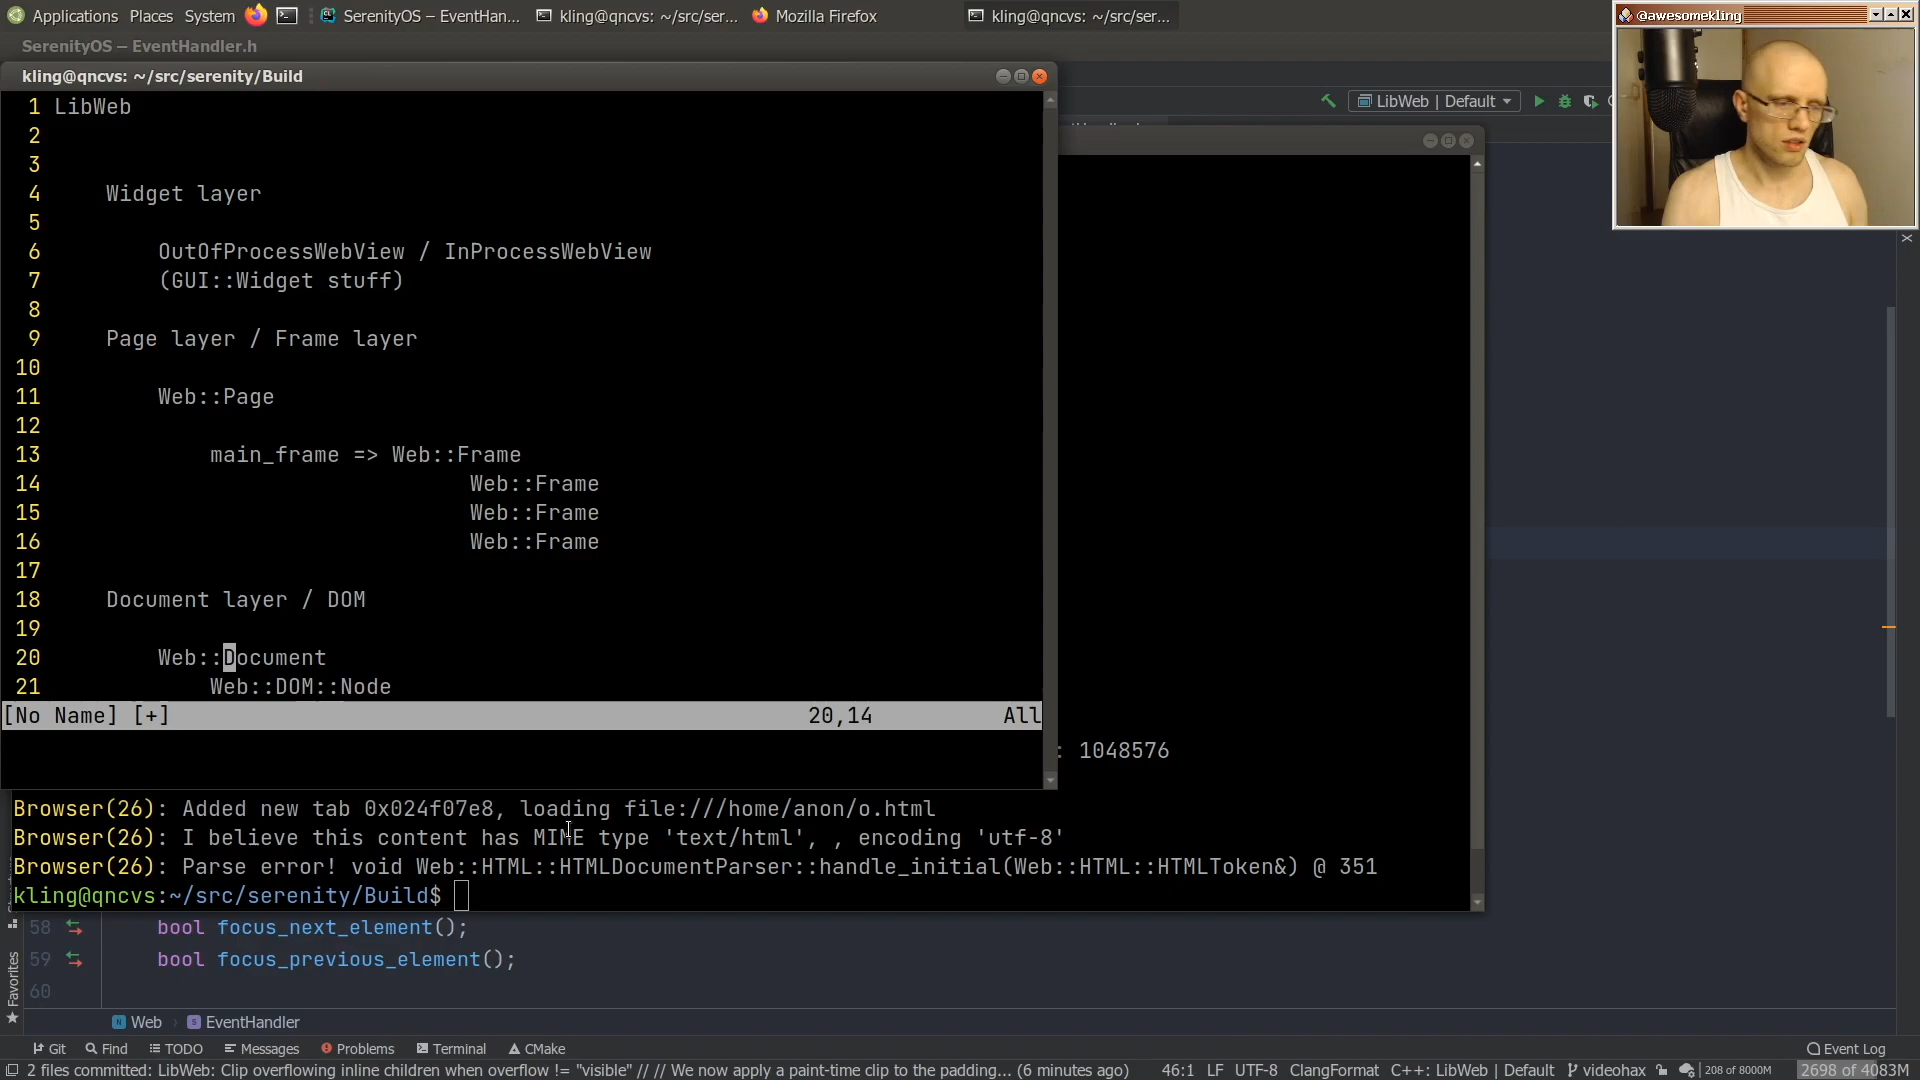 Applications Places System SerenityOS – EventHan... kling@qncvs: ~/src/ser... Mozilla Firefox kling@qncvs: ~/src/ser...
@awesomekling
SerenityOS – EventHandler.h
kling@qncvs: ~/src/serenity/Build
LibWeb | Default
1 LibWeb
2
3
4 Widget layer
5
6 OutOfProcessWebView / InProcessWebView
7 (GUI::Widget stuff)
8
9 Page layer / Frame layer
10
11 Web::Page
12
13 main_frame => Web::Frame
14 Web::Frame
15 Web::Frame
16 Web::Frame
17
18 Document layer / DOM
19
20 Web::Document
21 Web::DOM::Node
[No Name] [+] 20,14 All
: 1048576
Browser(26): Added new tab 0x024f07e8, loading file:///home/anon/o.html
Browser(26): I believe this content has MIME type 'text/html', , encoding 'utf-8'
Browser(26): Parse error! void Web::HTML::HTMLDocumentParser::handle_initial(Web::HTML::HTMLToken&) @ 351
kling@qncvs:~/src/serenity/Build$
58 bool focus_next_element();
59 bool focus_previous_element();
60
Favorites
Web EventHandler
Git Find TODO Messages Problems Terminal CMake Event Log
2 files committed: LibWeb: Clip overflowing inline children when overflow != "visible" // // We now apply a paint-time clip to the padding... (6 minutes ago) 46:1 LF UTF-8 ClangFormat C++: LibWeb | Default videohax 208 of 8000M 2698 of 4083M